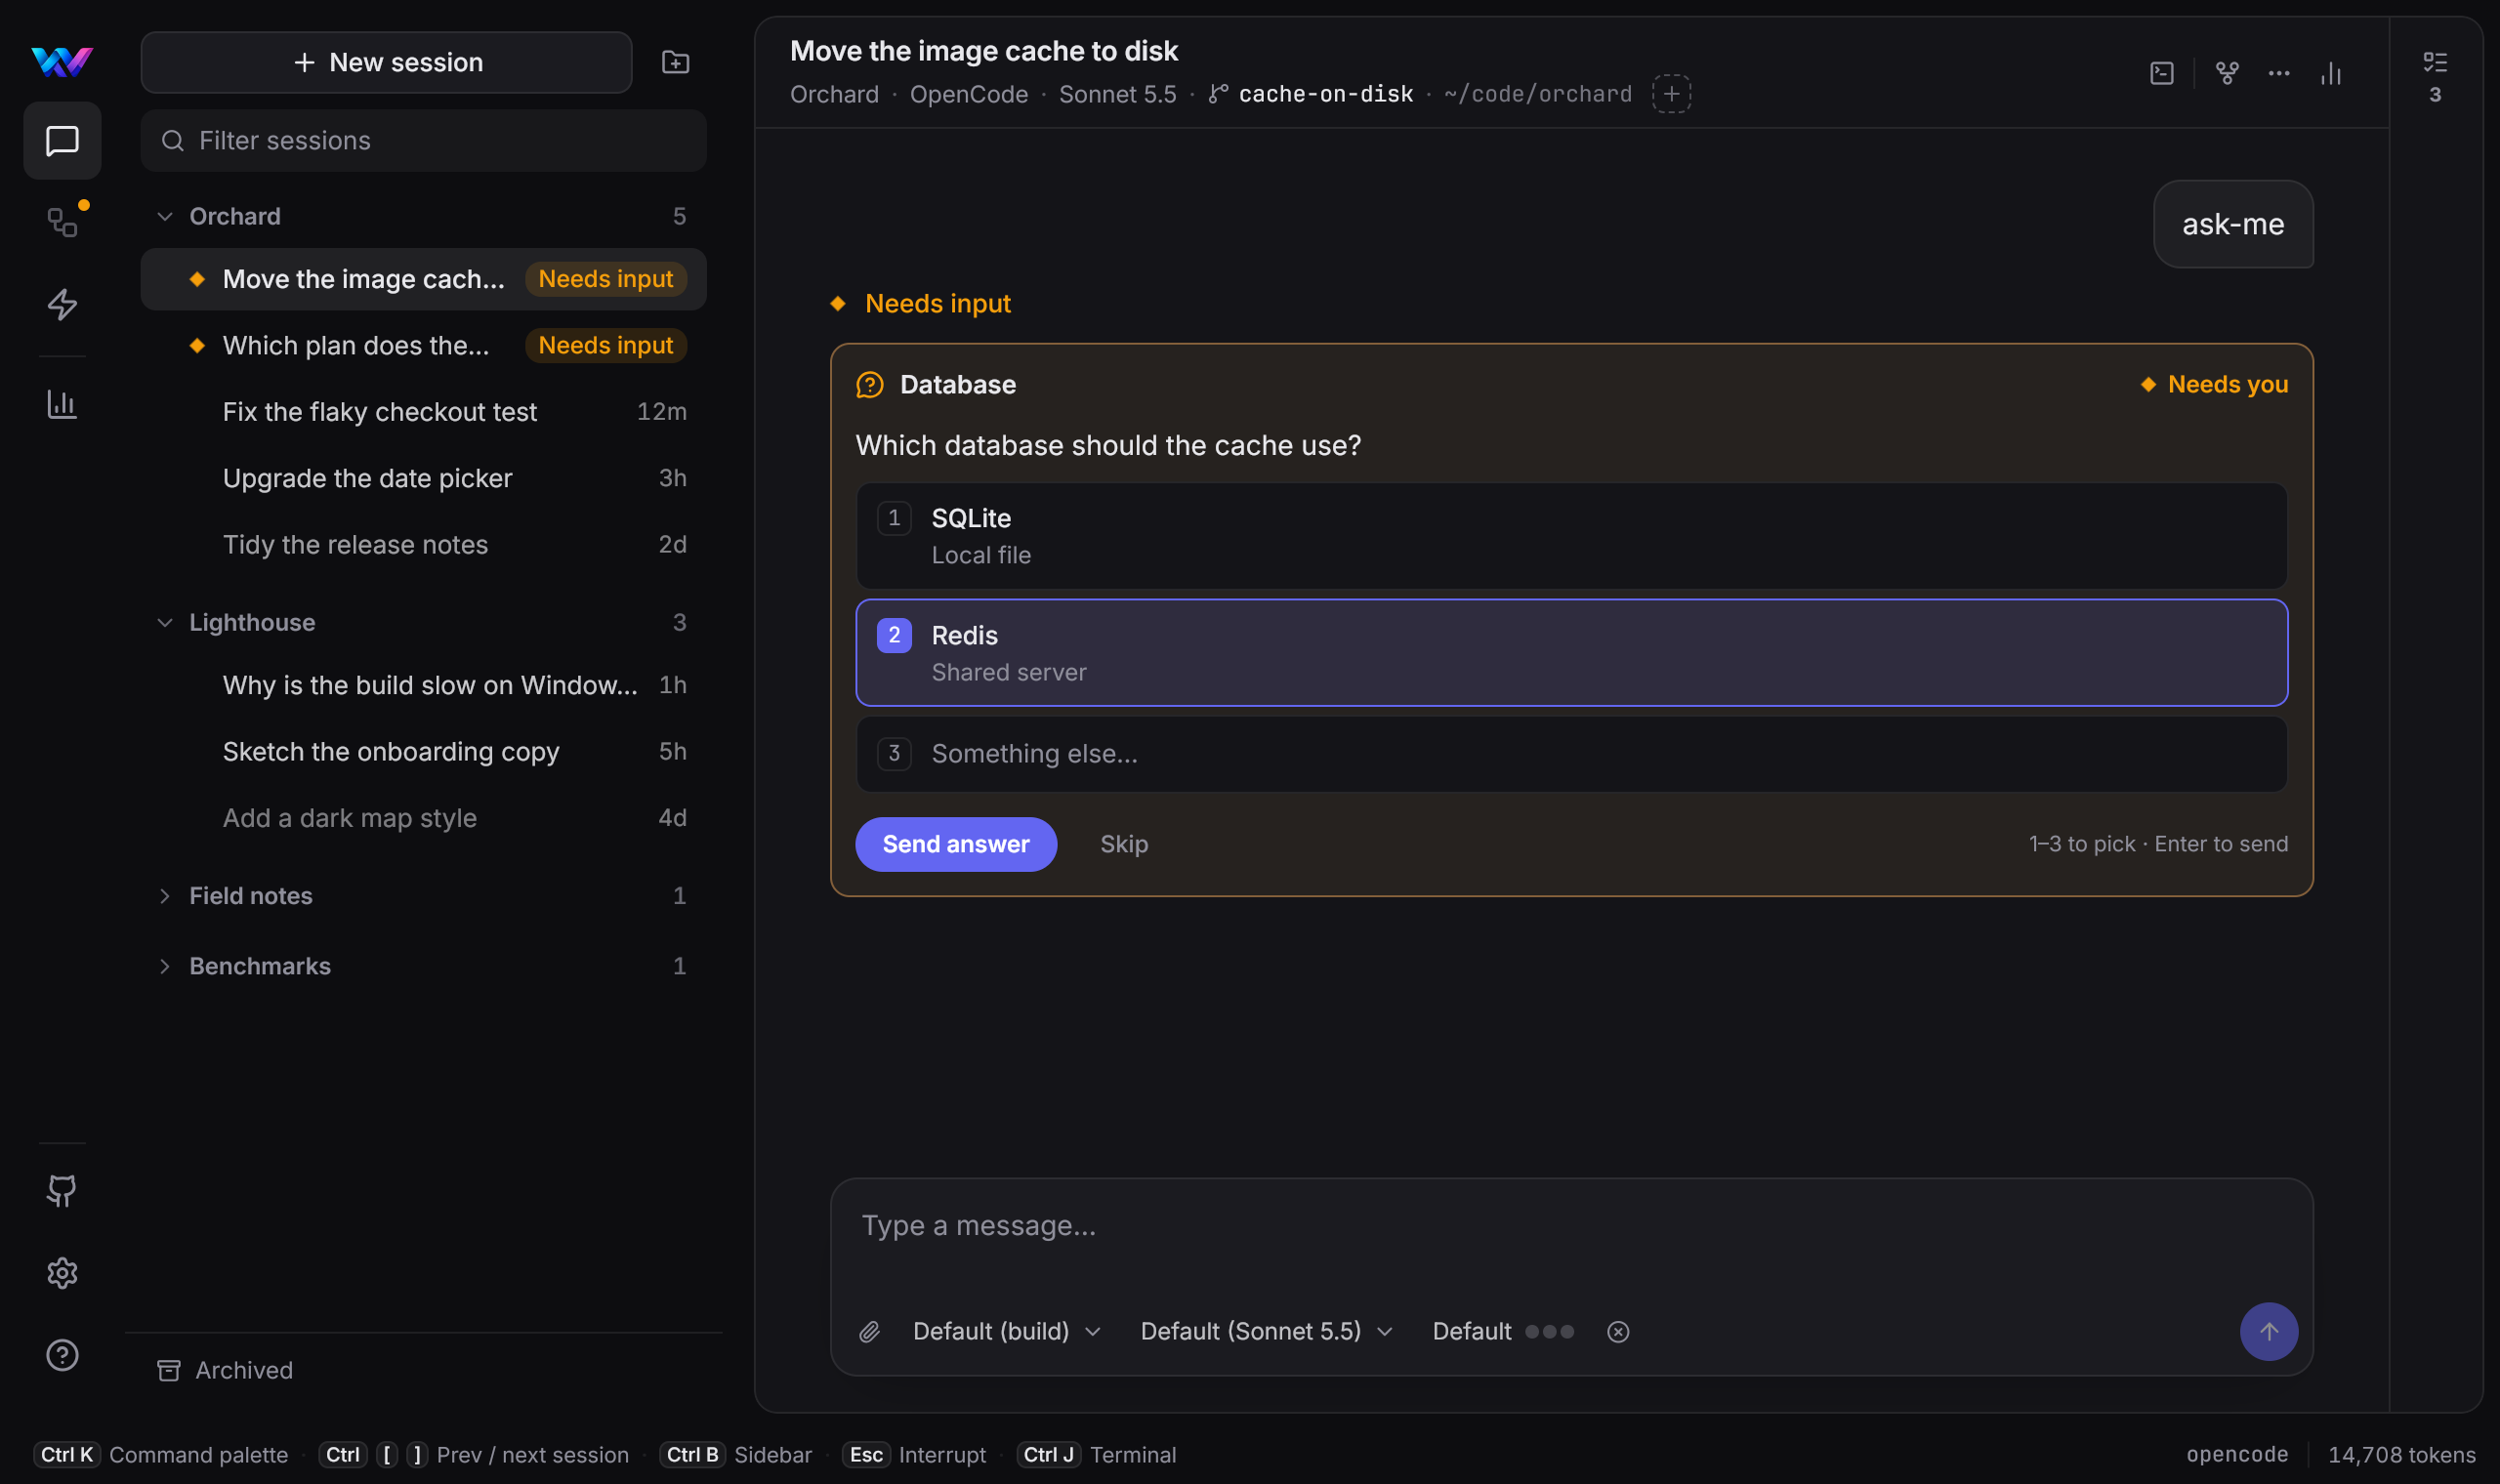 New session
Filter sessions
Orchard 5
Move the image cach... Needs input
Which plan does the... Needs input
Fix the flaky checkout test 12m
Upgrade the date picker 3h
Tidy the release notes 2d
Lighthouse 3
Why is the build slow on Window... 1h
Sketch the onboarding copy 5h
Add a dark map style 4d
Field notes 1
Benchmarks 1
Archived
Move the image cache to disk
Orchard · OpenCode · Sonnet 5.5 · cache-on-disk · ~/code/orchard
3
ask-me
Needs input
Database Needs you
Which database should the cache use?
1 SQLite
Local file
2 Redis
Shared server
3 Something else...
Send answer Skip 1–3 to pick · Enter to send
Type a message...
Default (build) Default (Sonnet 5.5) Default
Ctrl K Command palette · Ctrl [ ] Prev / next session · Ctrl B Sidebar · Esc Interrupt · Ctrl J Terminal
opencode 14,708 tokens